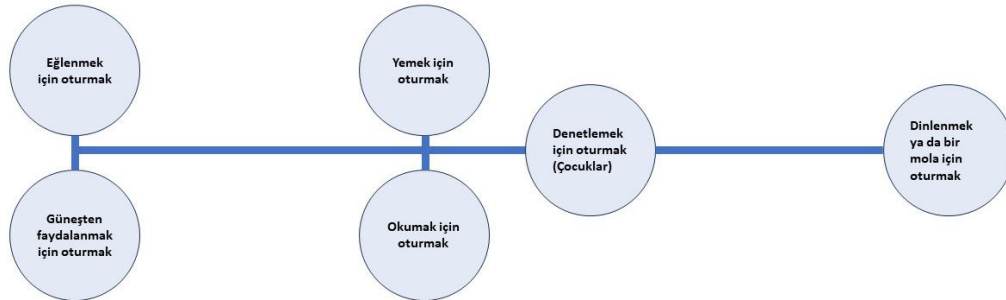 Eğlenmek
için oturmak
Yemek için
oturmak
Denetlemek
için oturmak
(Çocuklar)
Dinlenmek
ya da bir
mola için
oturmak
Güneşten
faydalanmak
için oturmak
Okumak için
oturmak